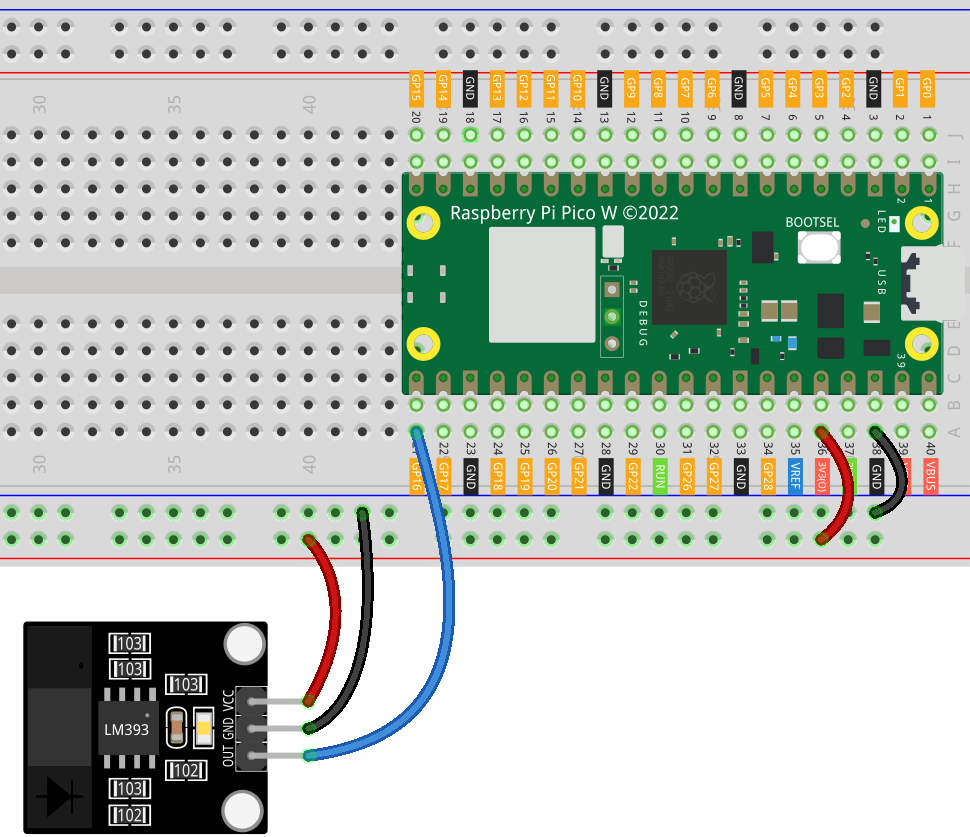 30 35 40
GP15 GP14 GND GP13 GP12 GP11 GP10 GND GP9 GP8 GP7 GP6 GND GP5 GP4 GP3 GP2 GND GP1 GP0
20 19 18 17 16 15 14 13 12 11 10 9 8 7 6 5 4 3 2 1
J
I
H
G
F
Raspberry Pi Pico W ©2022
BOOTSEL
LED
2
1
USB
DEBUG
39
E
D
C
B
A
22 23 24 25 26 27 28 29 30 31 32 33 34 35 36 37 38 39 40
GP16 GP17 GND GP18 GP19 GP20 GP21 GND GP22 RUN GP26 GP27 GND GP28 VREF 3V3(O) GND VBUS
30 35 40
103
103
103
LM393
VCC
GND
OUT
102
103
102